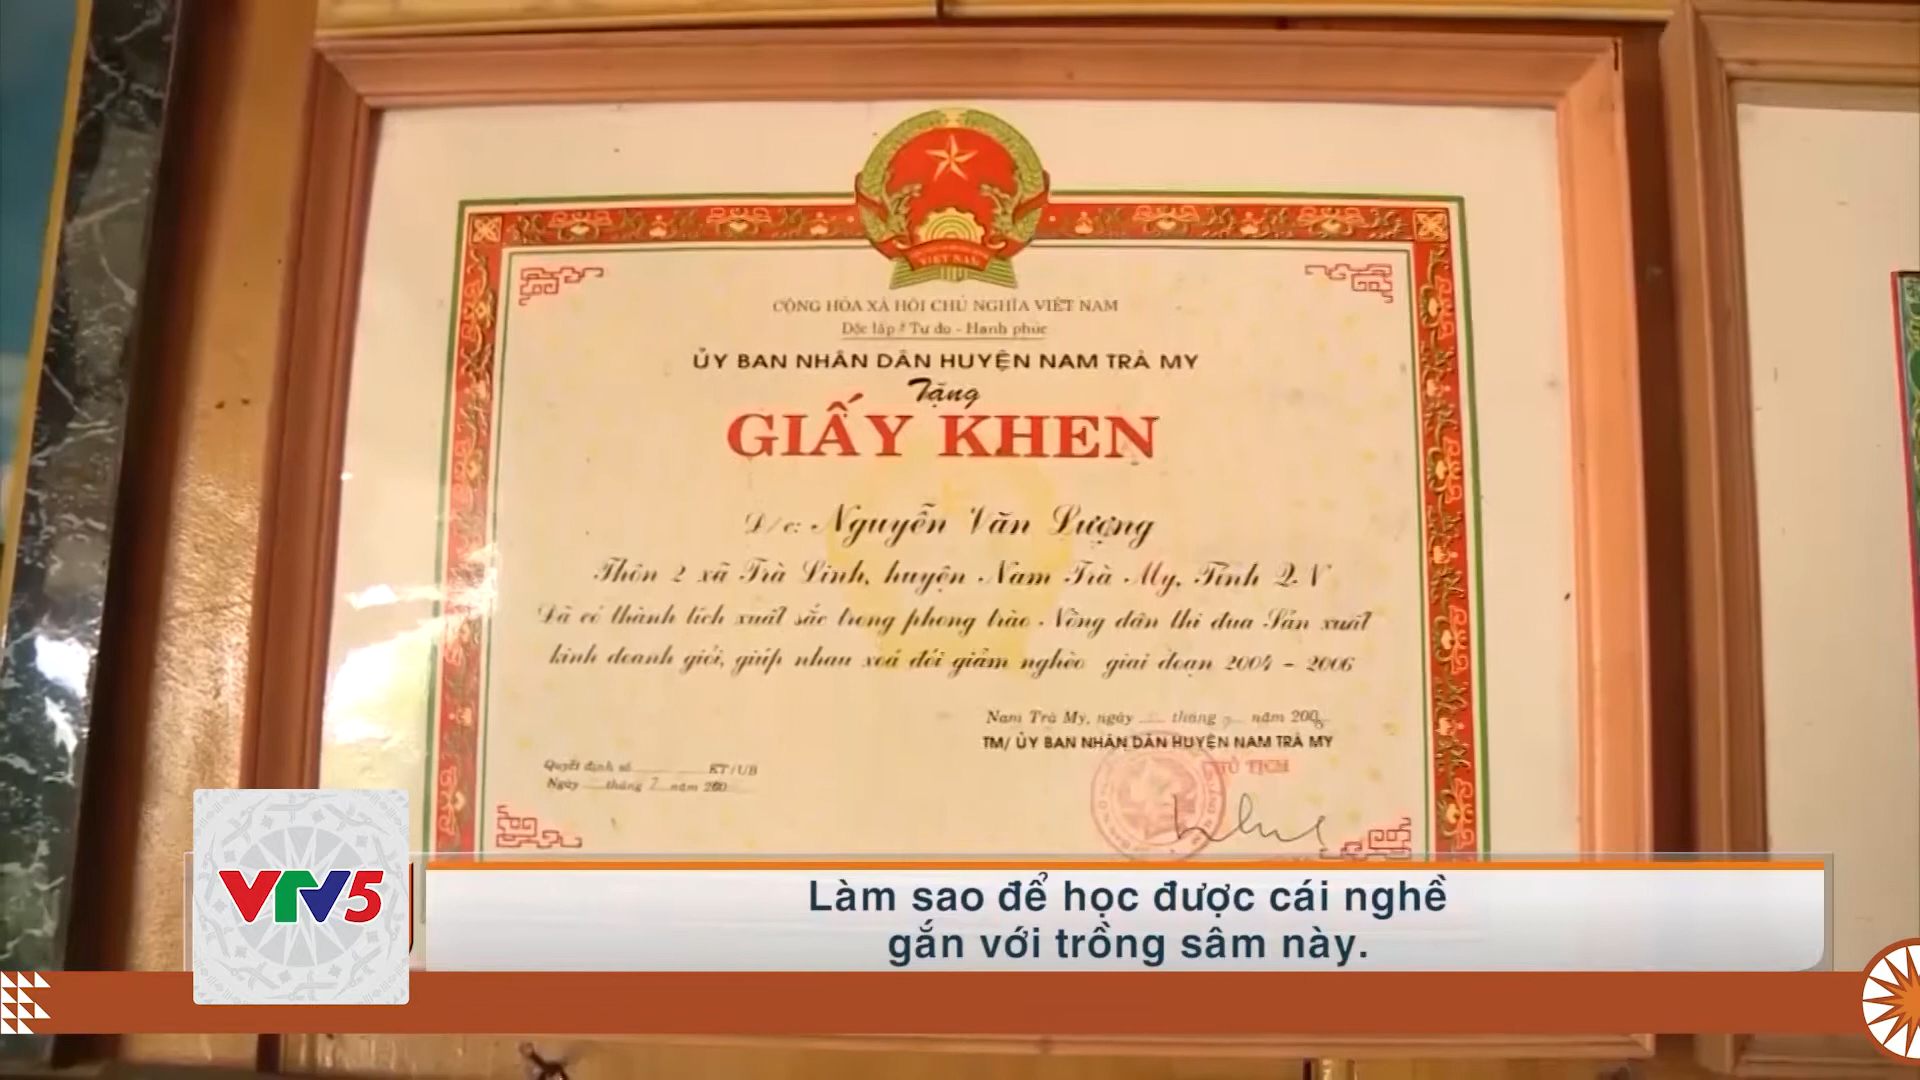 VIỆT NAM
CỘNG HÒA XÃ HỘI CHỦ NGHĨA VIỆT NAM
Độc lập - Tự do - Hạnh phúc
ỦY BAN NHÂN DÂN HUYỆN NAM TRÀ MY
Tặng
GIẤY KHEN
Đ/c: Nguyễn Văn Lượng
Thôn 2 xã Trà Linh, huyện Nam Trà My, Tỉnh Q.N
Đã có thành tích xuất sắc trong phong trào Nông dân thi đua Sản xuất
kinh doanh giỏi, giúp nhau xoá đói giảm nghèo giai đoạn 2004 - 2006
Nam Trà My, ngày tháng năm 200
TM/ ỦY BAN NHÂN DÂN HUYỆN NAM TRÀ MY
CHỦ TỊCH
Quyết định số KT/UB
Ngày tháng 7 năm 200
VTV5
Làm sao để học được cái nghề
gắn với trồng sâm này.